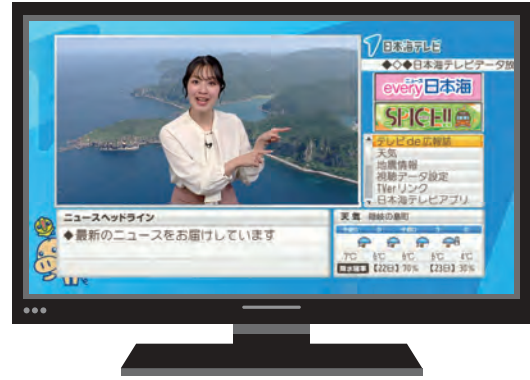 日本海テレビ
◆◇◆日本海テレビデータ放
every日本海
SPICE!!
テレビde広報誌
天気
地震情報
視聴データ設定
TVerリンク
日本海テレビアプリ
ニュースヘッドライン
◆最新のニュースをお届けしています
天気
降水確率 【22日】70% 【23日】30%